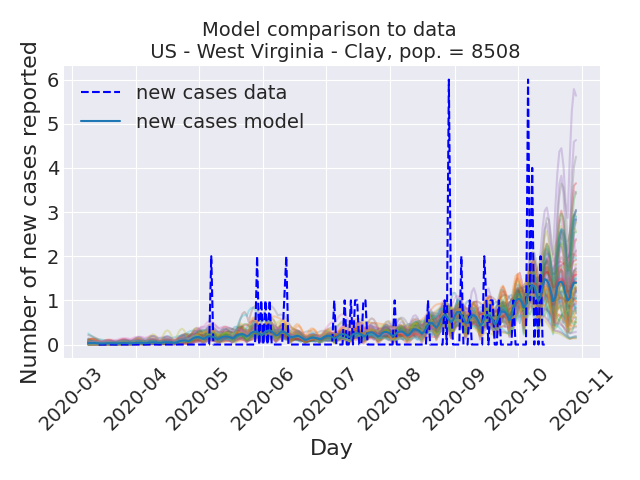 Model comparison to data
US - West Virginia - Clay, pop. = 8508
Number of new cases reported
6
5
4
3
2
1
0
new cases data
new cases model
2020-03
2020-04
2020-05
2020-06
2020-07
2020-08
2020-09
2020-10
2020-11
Day